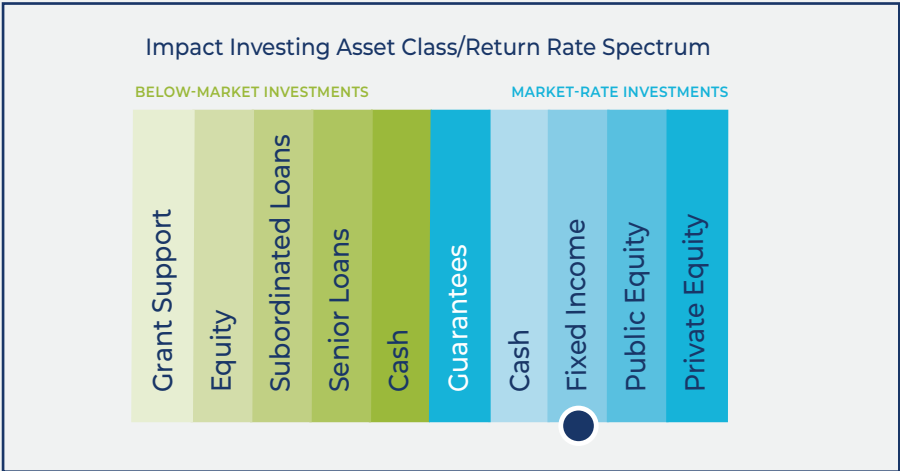 Impact Investing Asset Class/Return Rate Spectrum
BELOW-MARKET INVESTMENTS
MARKET-RATE INVESTMENTS
Grant Support
Equity
Subordinated Loans
Senior Loans
Cash
Guarantees
Cash
Fixed Income
Public Equity
Private Equity